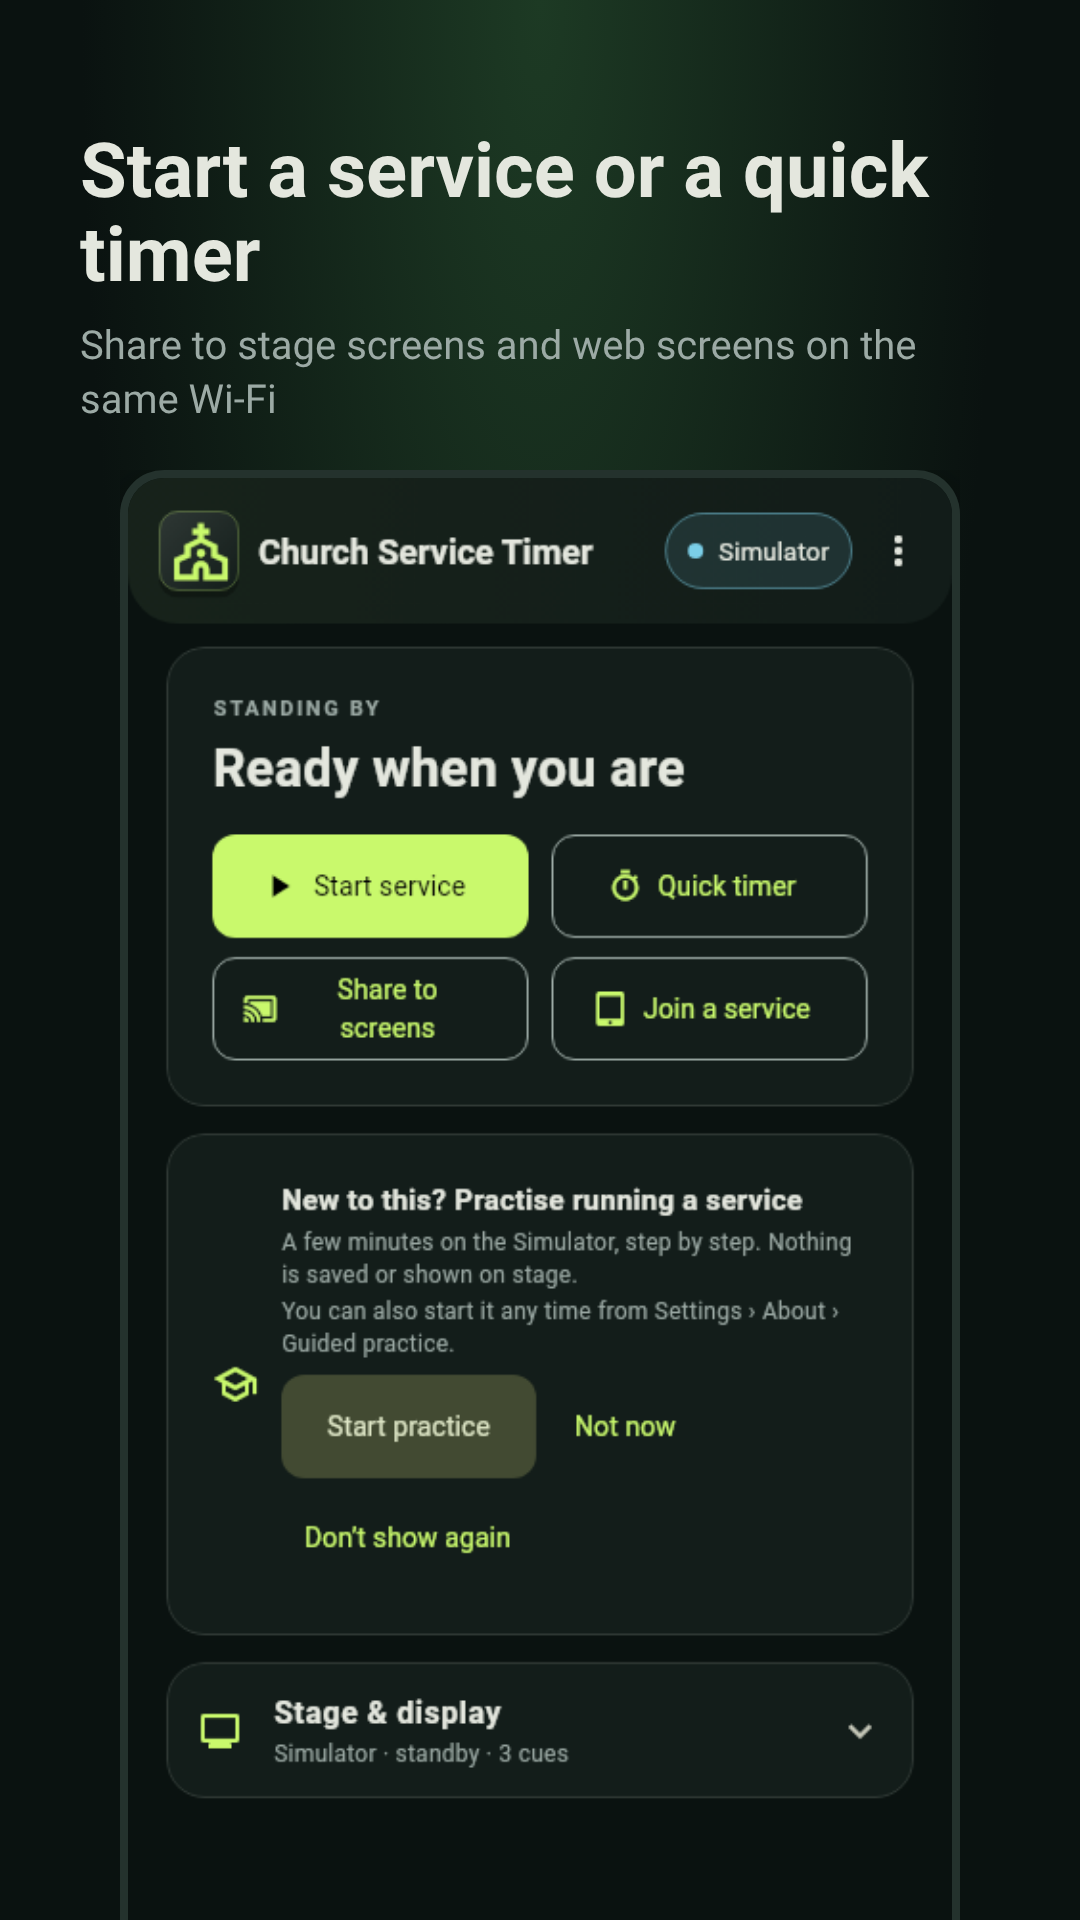 Start a service or a quick
timer
Share to stage screens and web screens on the
same Wi-Fi
Church Service Timer
Simulator
STANDING BY
Ready when you are
Start service
Quick timer
Share to
screens
Join a service
New to this? Practise running a service
A few minutes on the Simulator, step by step. Nothing
is saved or shown on stage.
You can also start it any time from Settings › About ›
Guided practice.
Start practice
Not now
Don’t show again
Stage & display
Simulator · standby · 3 cues